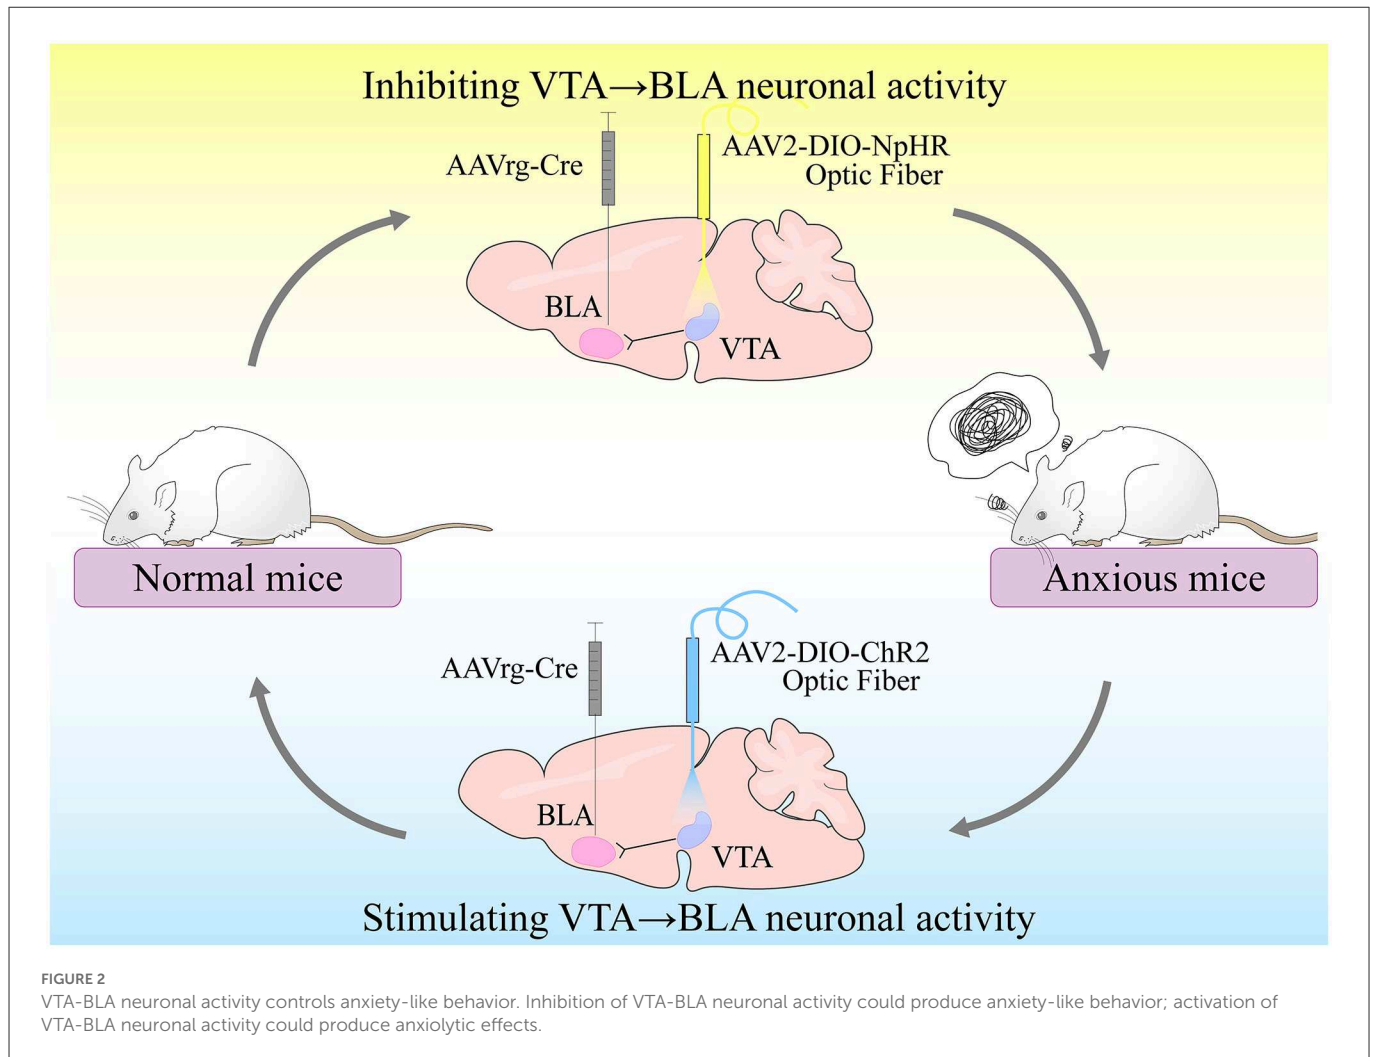 Inhibiting VTA→BLA neuronal activity
AAVrg-Cre
AAV2-DIO-NpHR
Optic Fiber
BLA
VTA
Normal mice
Anxious mice
AAVrg-Cre
AAV2-DIO-ChR2
Optic Fiber
BLA
VTA
Stimulating VTA→BLA neuronal activity
FIGURE 2
VTA-BLA neuronal activity controls anxiety-like behavior. Inhibition of VTA-BLA neuronal activity could produce anxiety-like behavior; activation of
VTA-BLA neuronal activity could produce anxiolytic effects.